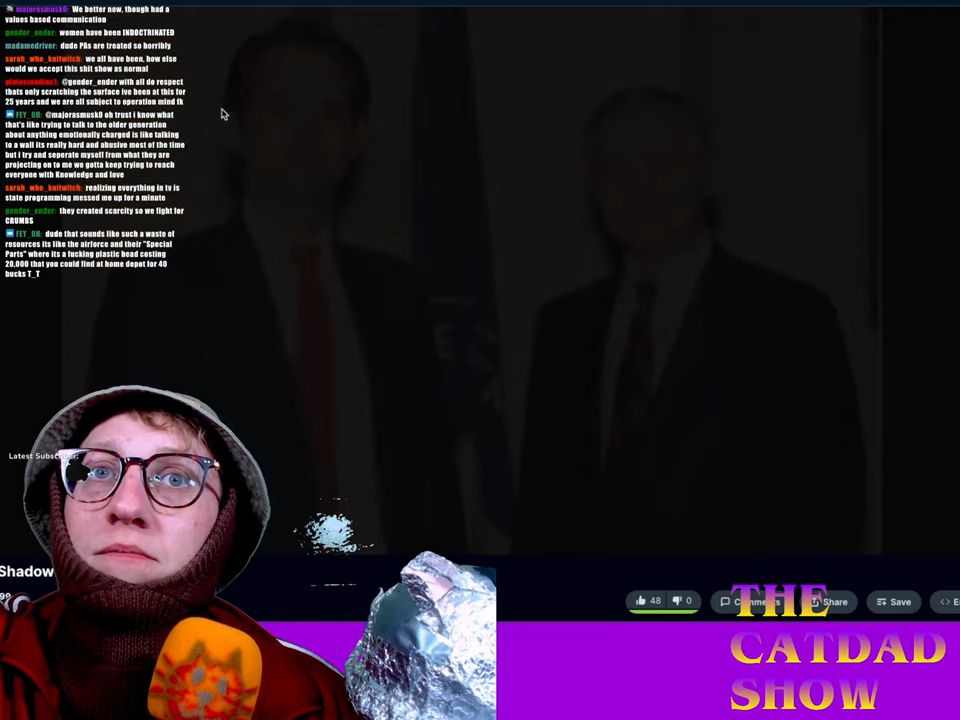 majorasmusk0: We better now, though had a
values based communication
gender_ender: women have been INDOCTRINATED
madamedriver: dude PAs are treated so horribly
sarah_who_knitwitch: we all have been, how else
would we accept this shit show as normal
@gender_ender with all do respect
thats only scratching the surface ive been at this for
25 years and we are all subject to operation mind fk
FEY_OH: @majorasmusk0 oh trust i know what
that's like trying to talk to the older generation
about anything emotionally charged is like talking
to a wall its really hard and abusive most of the time
but I try and seperate myself from what they are
projecting on to me we gotta keep trying to reach
everyone with Knowledge and love
sarah_who_knitwitch: realizing everything in tv is
state programming messed me up for a minute
gender_ender: they created scarcity so we fight for
CRUMBS
FEY_OH: dude that sounds like such a waste of
resources its like the airforce and their "Special
Parts" where its a fucking plastic bead costing
20,000 that you could find at home depot for 40
bucks T_T
Latest Subscriber:
Shadow
48
0
Comments
Share
Save
THE
CATDAD
SHOW